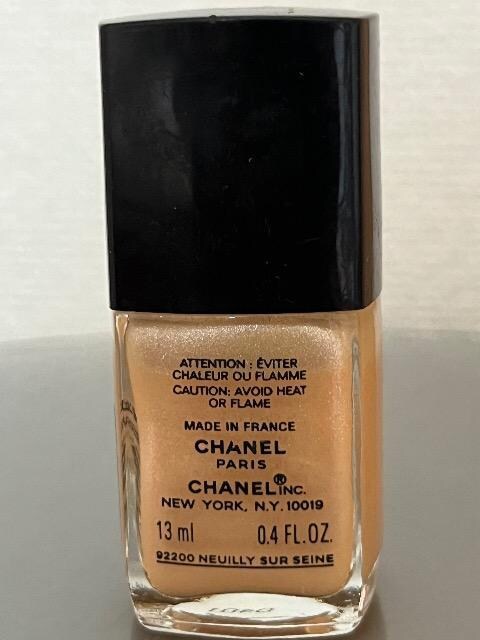 ATTENTION : ÉVITER
CHALEUR OU FLAMME
CAUTION: AVOID HEAT
OR FLAME
MADE IN FRANCE
CHANEL
PARIS
CHANEL® INC.
NEW YORK, N.Y. 10019
13 ml 0.4 FL.OZ.
92200 NEUILLY SUR SEINE